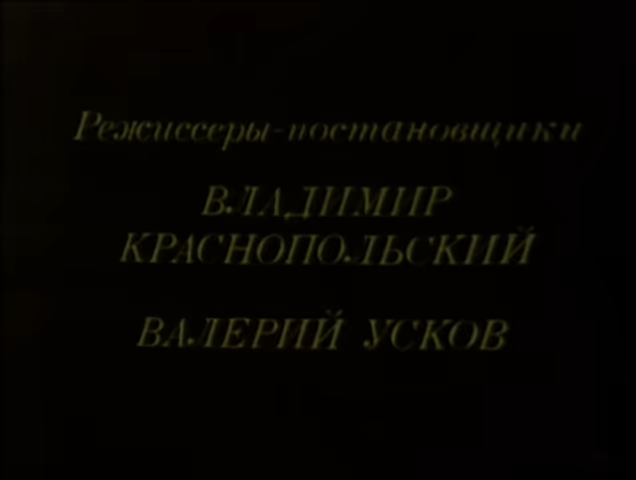 Режиссеры-постановщики
ВЛАДИМИР
КРАСНОПОЛЬСКИЙ
ВАЛЕРИЙ УСКОВ